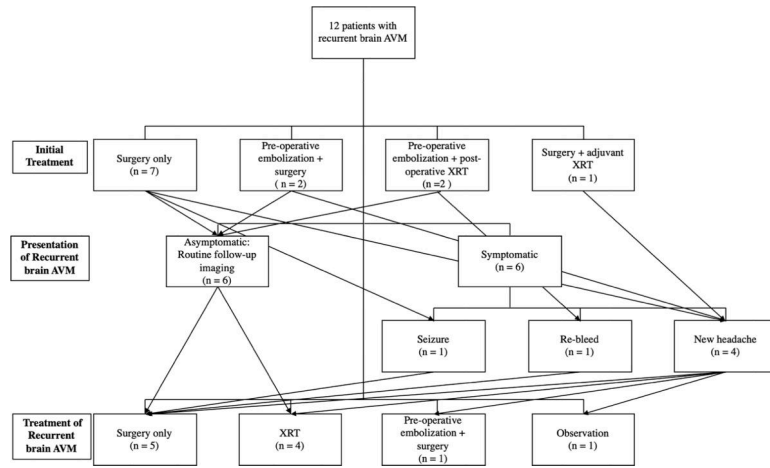 12 patients with
recurrent brain AVM
Initial
Treatment
Surgery only
(n = 7)
Pre-operative
embolization +
surgery
( n = 2)
Pre-operative
embolization + post-
operative XRT
(n =2 )
Surgery + adjuvant
XRT
(n = 1)
Presentation
of Recurrent
brain AVM
Asymptomatic:
Routine follow-up
imaging
(n = 6)
Symptomatic
(n = 6)
Seizure
(n = 1)
Re-bleed
(n = 1)
New headache
(n = 4)
Treatment of
Recurrent
brain AVM
Surgery only
(n = 5)
XRT
(n = 4)
Pre-operative
embolization +
surgery
(n = 1)
Observation
(n = 1)